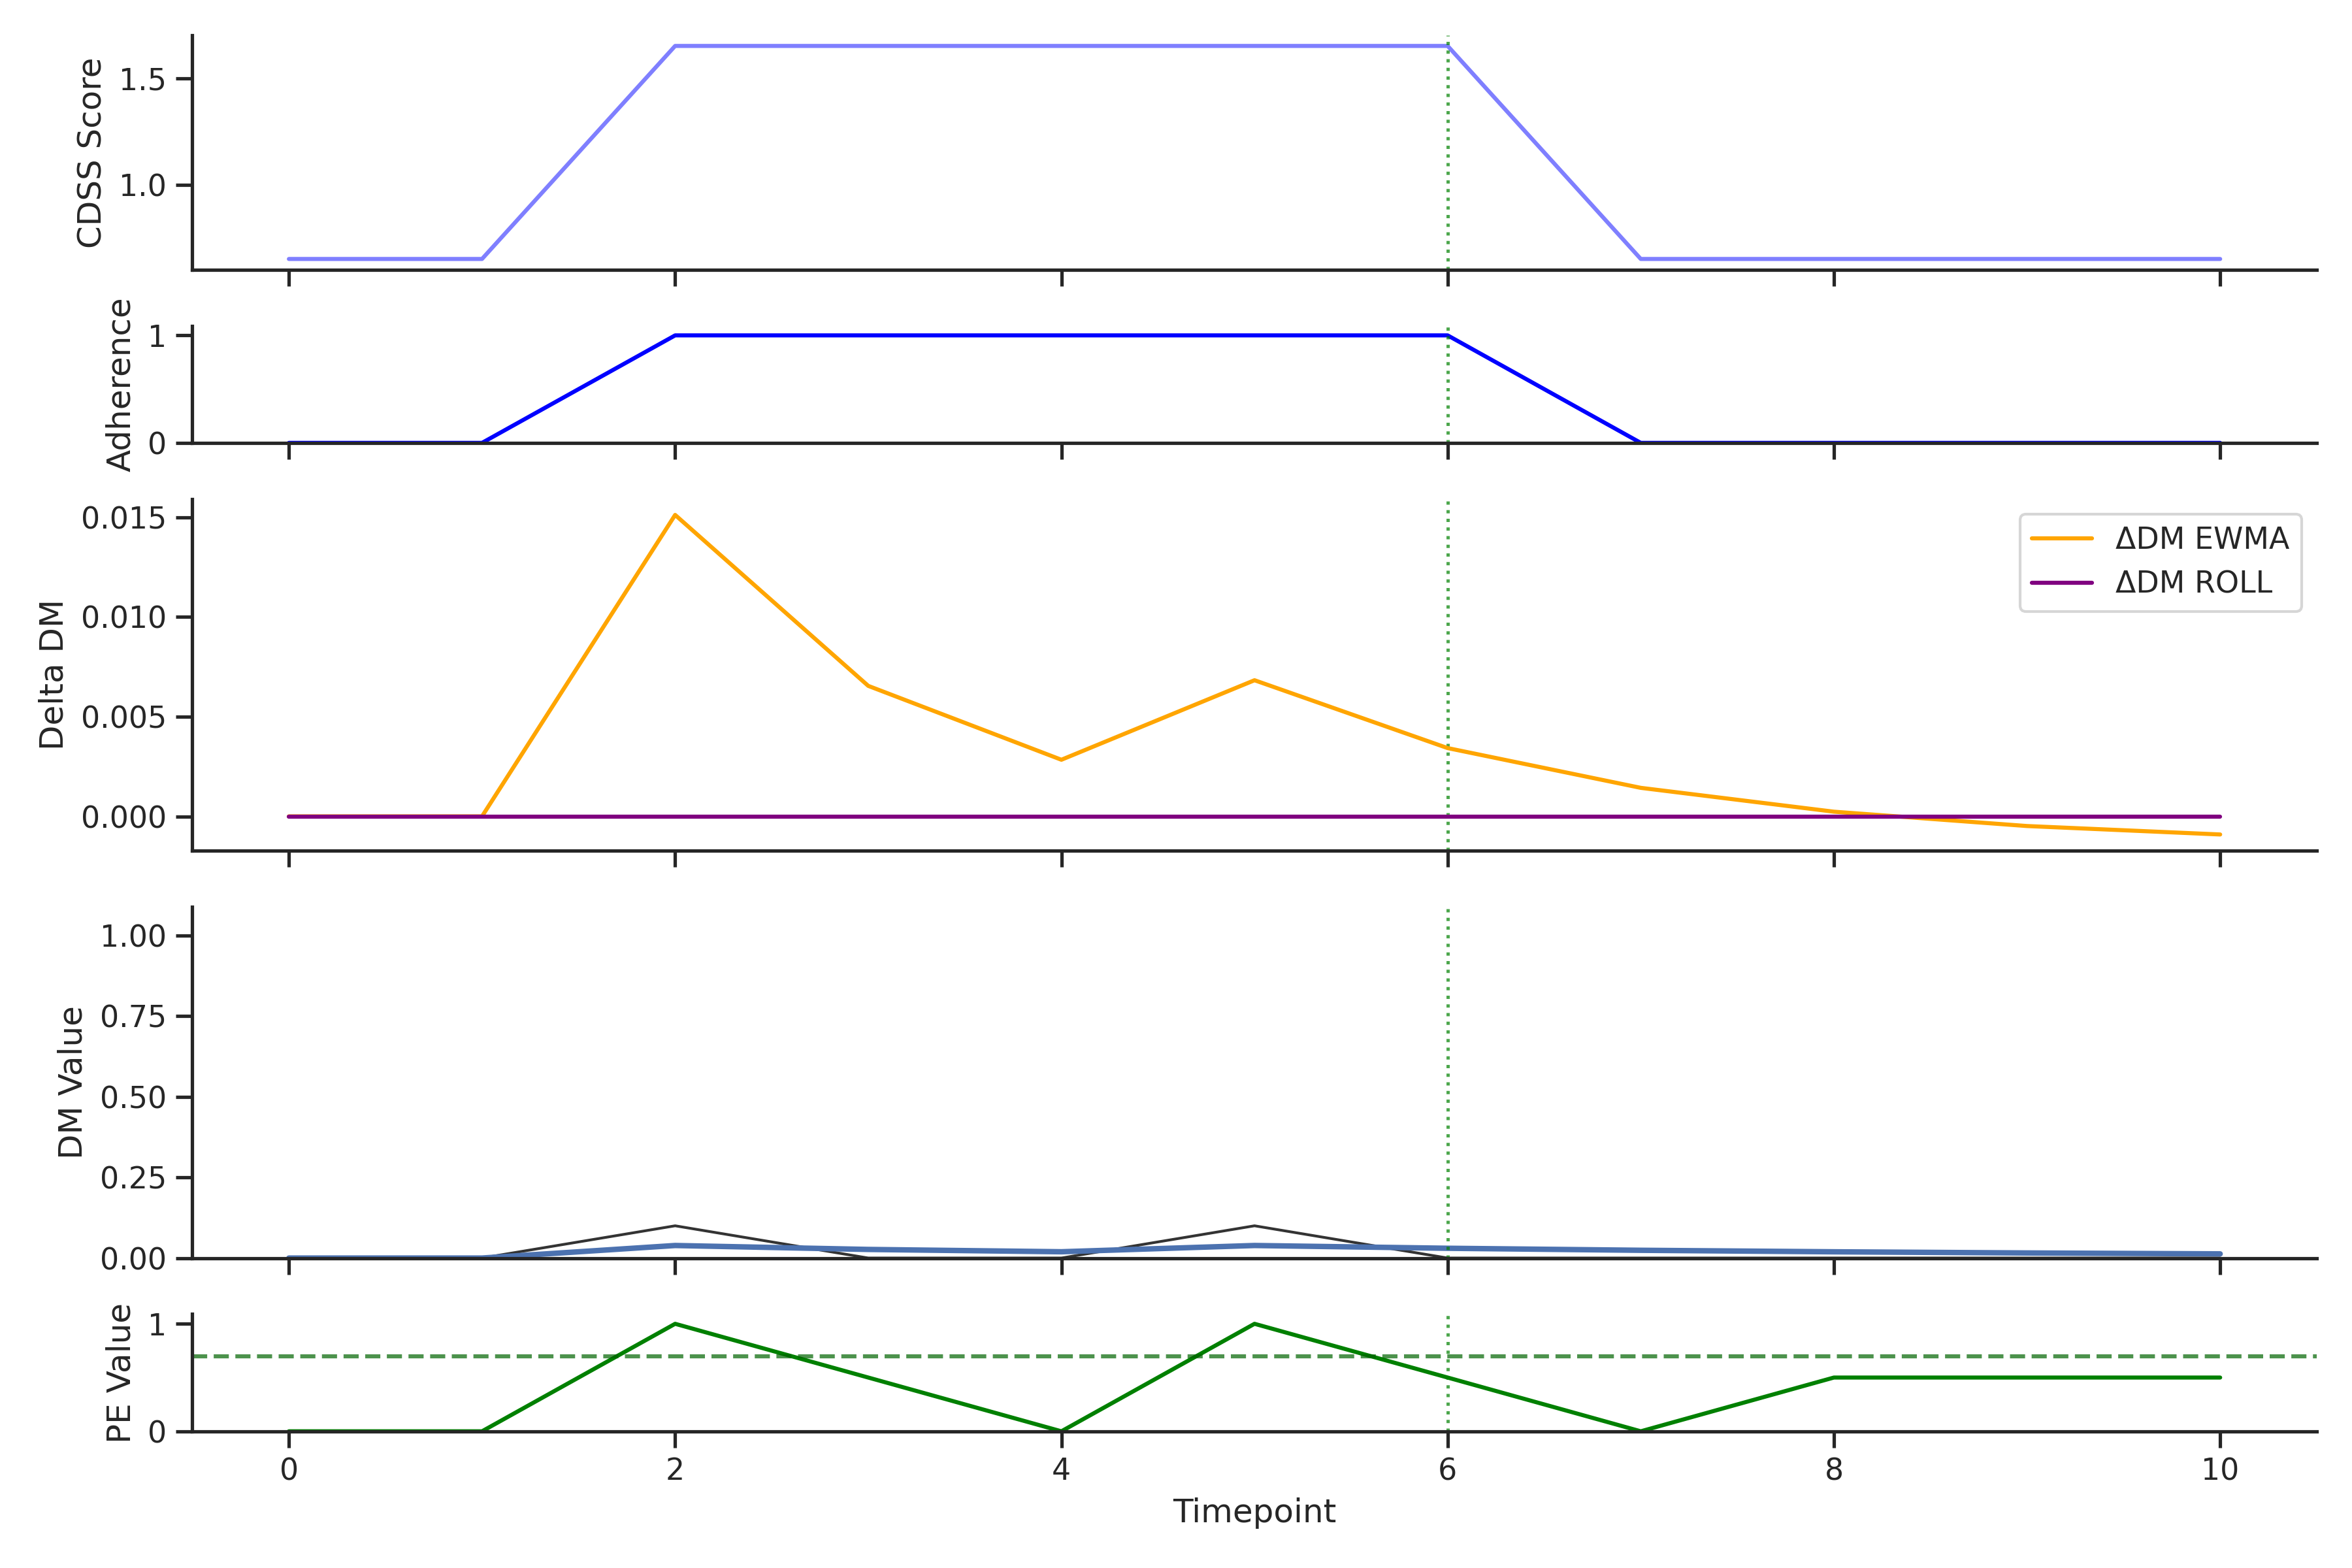 CDSS Score
1.5
1.0
Adherence
1
0
Delta DM
0.015
0.010
0.005
0.000
ΔDM EWMA
ΔDM ROLL
DM Value
1.00
0.75
0.50
0.25
0.00
PE Value
1
0
0 2 4 6 8 10
Timepoint